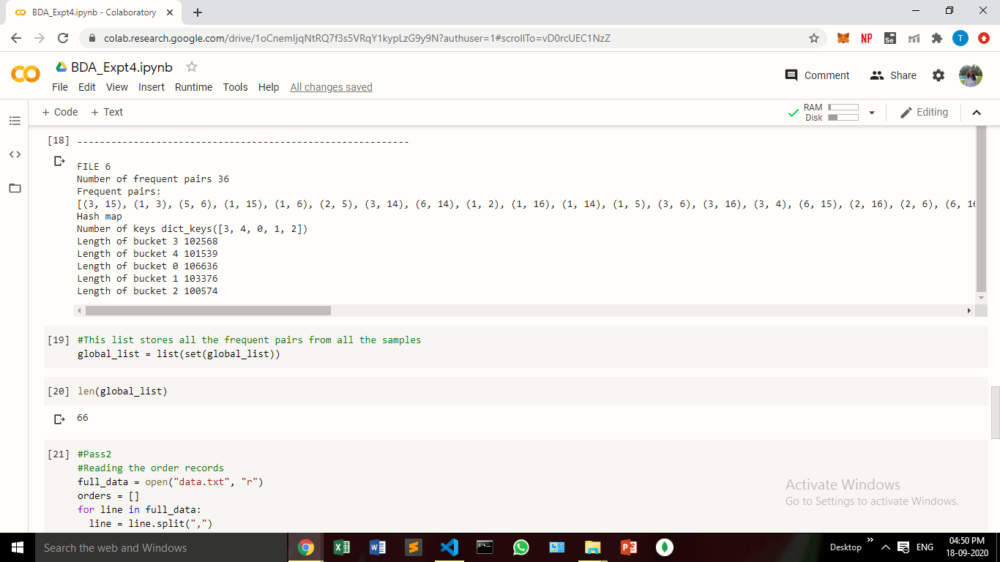 BDA_Expt4.ipynb - Colaboratory
colab.research.google.com/drive/1oCnemIjqNtRQ7f3s5VRqY1kypLzG9y9N?authuser=1#scrollTo=vD0rcUEC1NzZ
NP
Se
T
CO
BDA_Expt4.ipynb
Comment
Share
File Edit View Insert Runtime Tools Help All changes saved
+ Code + Text
RAM
Disk
Editing
[18] -----------------------------------------------------------
FILE 6
Number of frequent pairs 36
Frequent pairs:
[(3, 15), (1, 3), (5, 6), (1, 15), (1, 6), (2, 5), (3, 14), (6, 14), (1, 2), (1, 16), (1, 14), (1, 5), (3, 6), (3, 16), (3, 4), (6, 15), (2, 16), (2, 6), (6, 16
Hash map
Number of keys dict_keys([3, 4, 0, 1, 2])
Length of bucket 3 102568
Length of bucket 4 101539
Length of bucket 0 106636
Length of bucket 1 103376
Length of bucket 2 100574
[19] #This list stores all the frequent pairs from all the samples
global_list = list(set(global_list))
[20] len(global_list)
66
[21] #Pass2
#Reading the order records
full_data = open("data.txt", "r")
orders = []
for line in full_data:
line = line.split(",")
Activate Windows
Go to Settings to activate Windows.
Search the web and Windows
Desktop
ENG
04:50 PM
18-09-2020